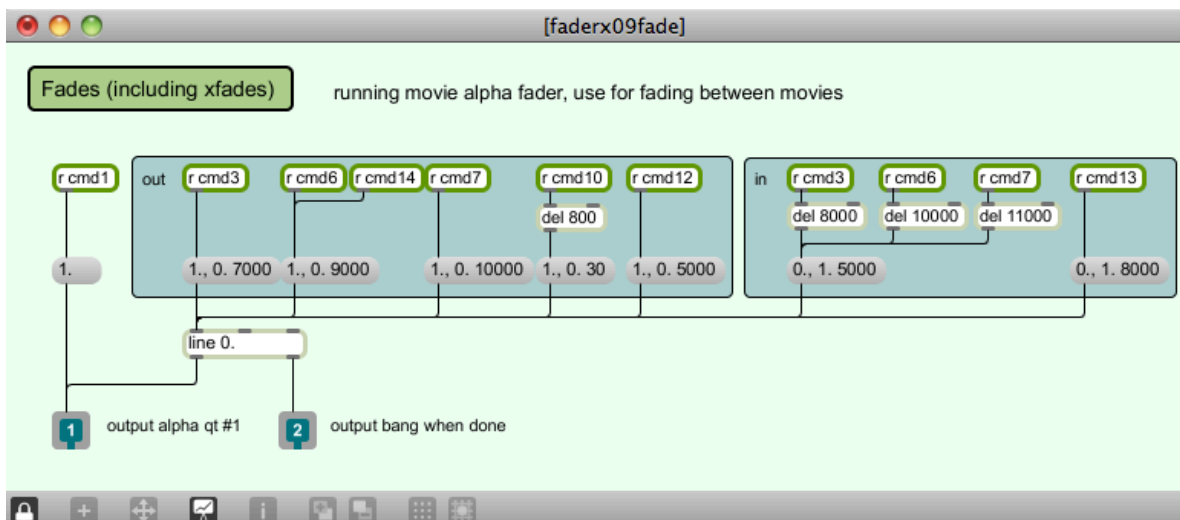 [faderx09fade]
Fades (including xfades)
running movie alpha fader, use for fading between movies
r cmd1
out
r cmd3
r cmd6
r cmd14
r cmd7
r cmd10
r cmd12
in
r cmd3
r cmd6
r cmd7
r cmd13
del 800
del 8000
del 10000
del 11000
1.
1., 0. 7000
1., 0. 9000
1., 0. 10000
1., 0. 30
1., 0. 5000
0., 1. 5000
0., 1. 8000
line 0.
1
output alpha qt #1
2
output bang when done